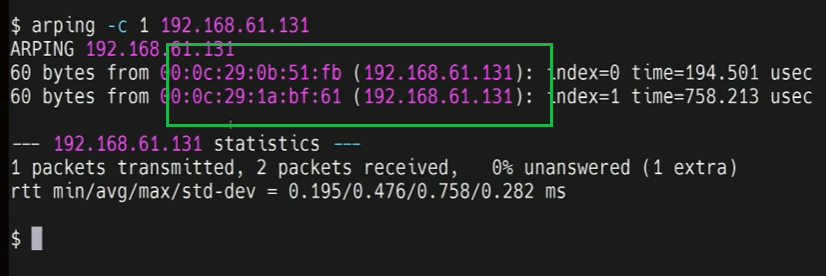 $ arping -c 1 192.168.61.131
ARPING 192.168.61.131
60 bytes from 00:0c:29:0b:51:fb (192.168.61.131): index=0 time=194.501 usec
60 bytes from 00:0c:29:1a:bf:61 (192.168.61.131): index=1 time=758.213 usec
--- 192.168.61.131 statistics ---
1 packets transmitted, 2 packets received,   0% unanswered (1 extra)
rtt min/avg/max/std-dev = 0.195/0.476/0.758/0.282 ms
$